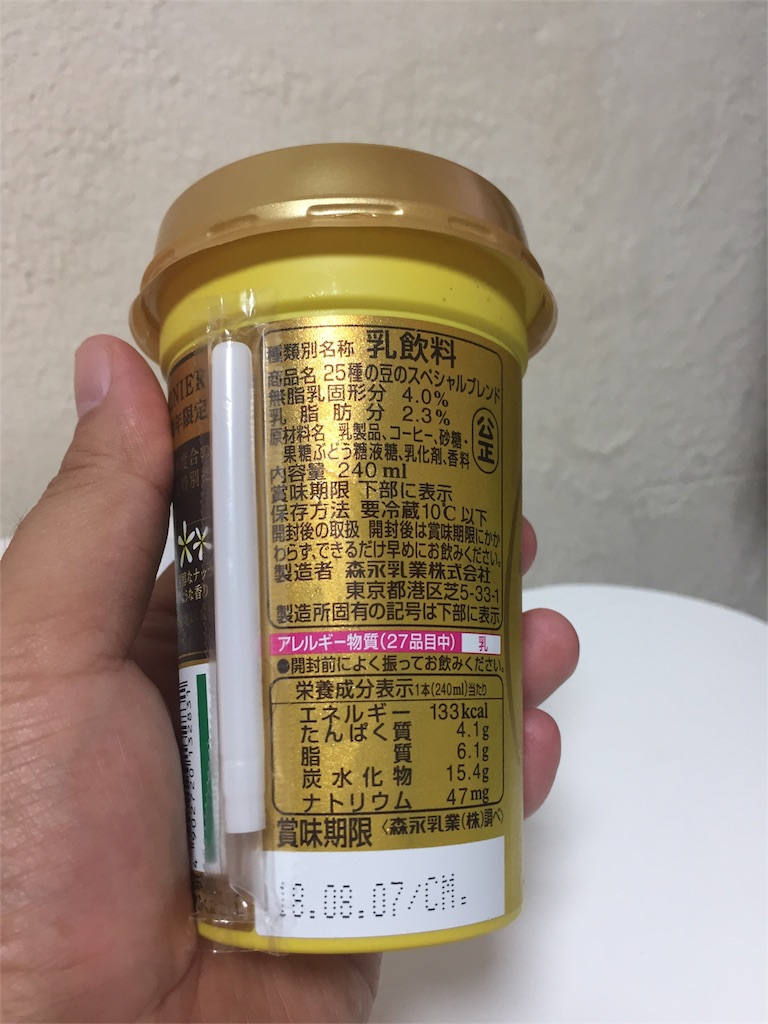 NIER
年限定
種類別名称 乳飲料
商品名 25種の豆のスペシャルブレンド
無脂乳固形分 4.0%
乳脂肪分 2.3%
公正
原材料名 乳製品、コーヒー、砂糖・
果糖ぶどう糖液糖、乳化剤、香料
内容量 240ml
賞味期限 下部に表示
保存方法 要冷蔵10℃以下
開封後の取扱 開封後は賞味期限にかか
わらず、できるだけ早めにお飲みください。
製造者 森永乳業株式会社
東京都港区芝5-33-1
製造所固有の記号は下部に表示
アレルギー物質(27品目中) 乳
●開封前によく振ってお飲みください。
栄養成分表示1本(240ml)当たり
エネルギー 133kcal
たんぱく質 4.1g
脂質 6.1g
炭水化物 15.4g
ナトリウム 47mg
賞味期限〈森永乳業(株)調べ〉
18.08.07/CM.